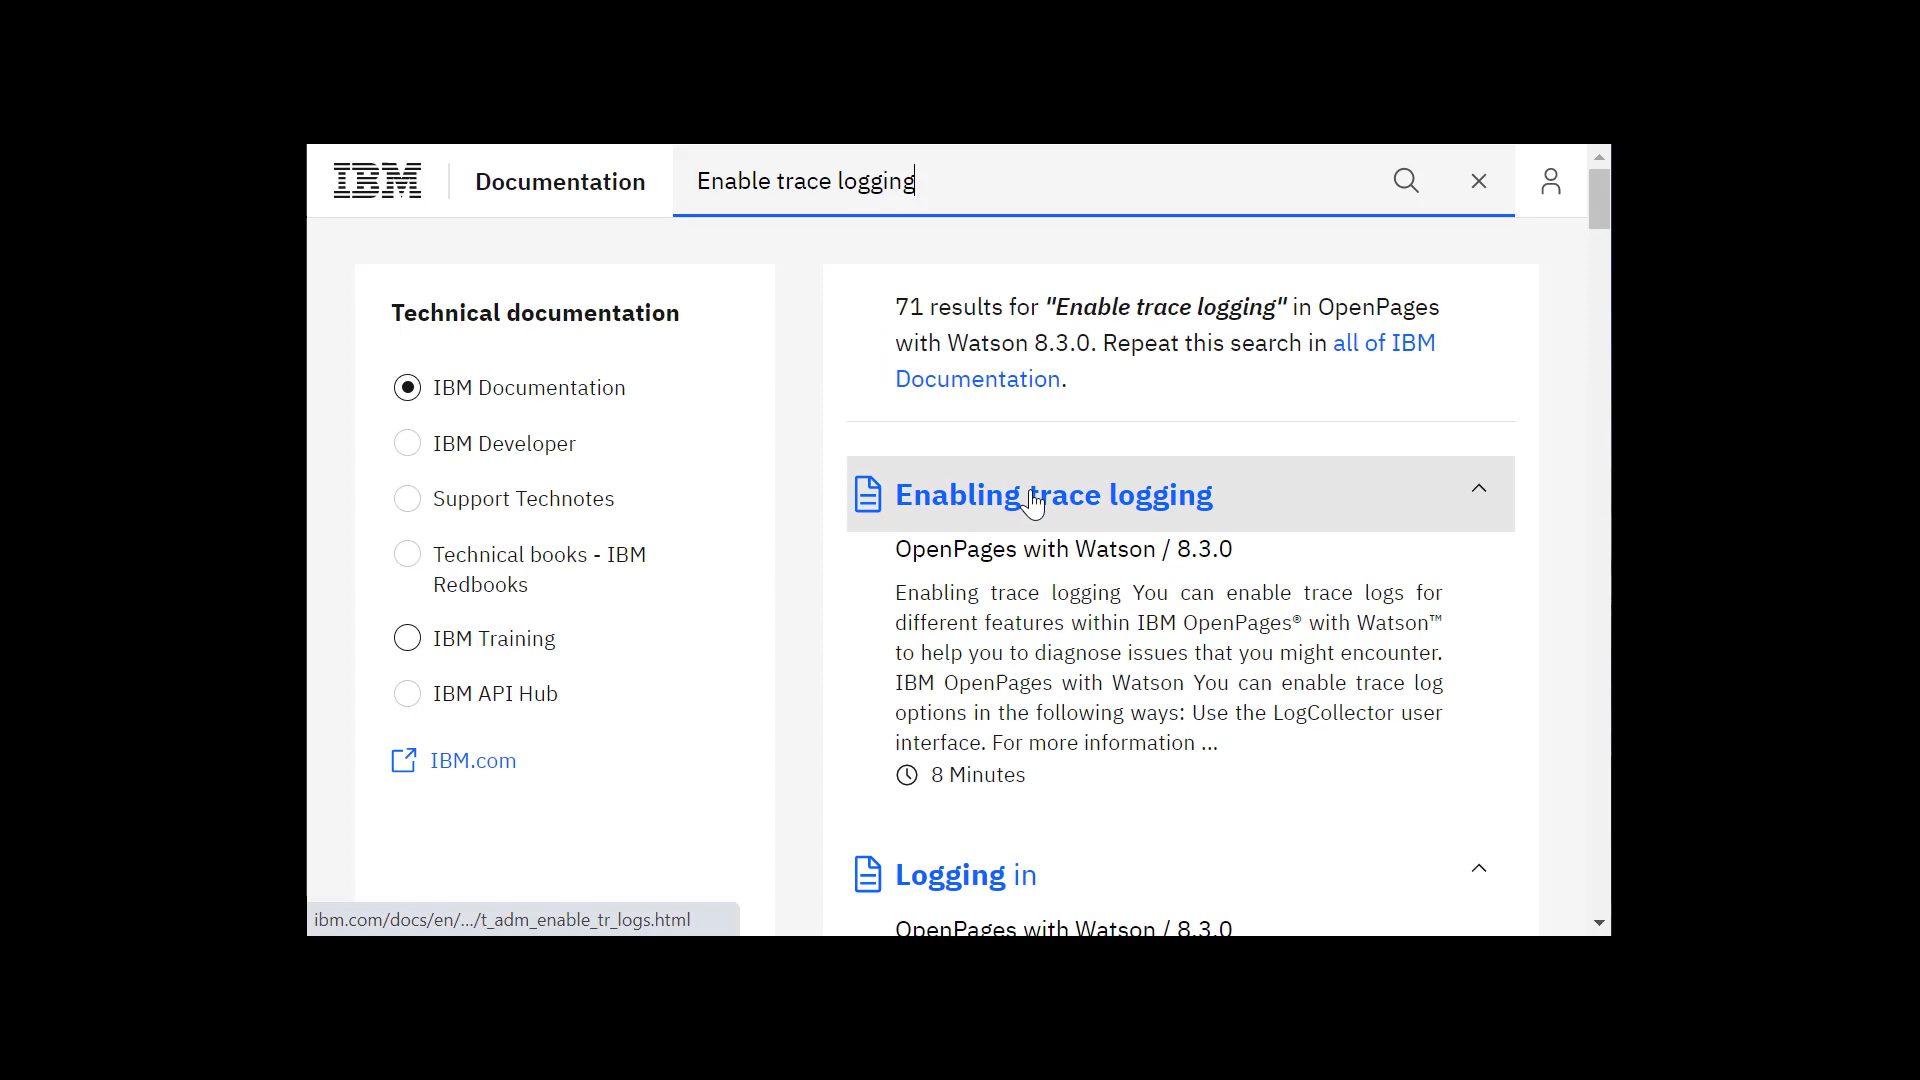 IBM Documentation Enable trace logging
Technical documentation
IBM Documentation
IBM Developer
Support Technotes
Technical books - IBM
Redbooks
IBM Training
IBM API Hub
IBM.com
71 results for "Enable trace logging" in OpenPages
with Watson 8.3.0. Repeat this search in all of IBM
Documentation.
Enabling trace logging
OpenPages with Watson / 8.3.0
Enabling trace logging You can enable trace logs for
different features within IBM OpenPages® with Watson™
to help you to diagnose issues that you might encounter.
IBM OpenPages with Watson You can enable trace log
options in the following ways: Use the LogCollector user
interface. For more information ...
8 Minutes
Logging in
OpenPages with Watson / 8.3.0
ibm.com/docs/en/.../t_adm_enable_tr_logs.html